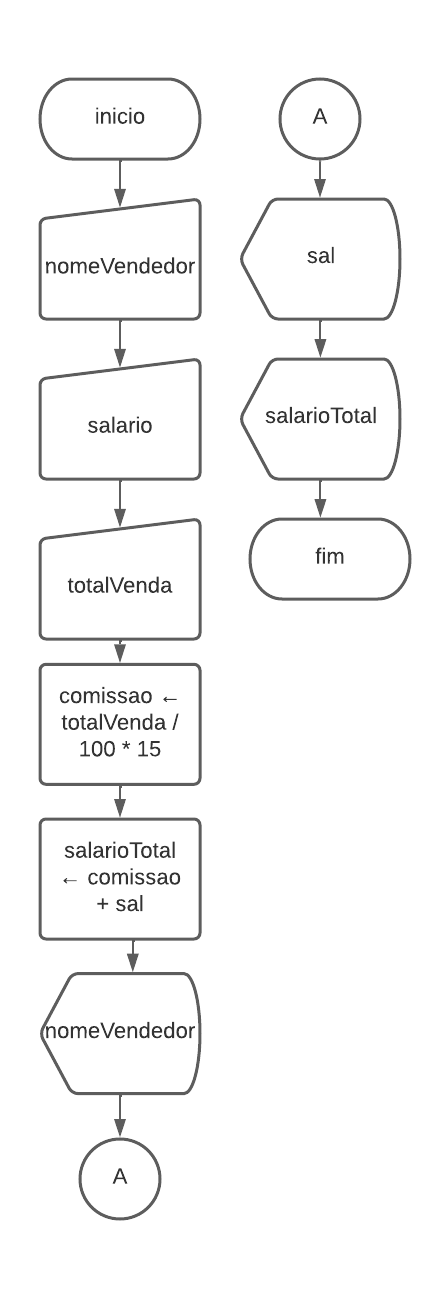 inicio
nomeVendedor
salario
totalVenda
comissao ←
totalVenda /
100 * 15
salarioTotal
← comissao
+ sal
nomeVendedor
A
A
sal
salarioTotal
fim